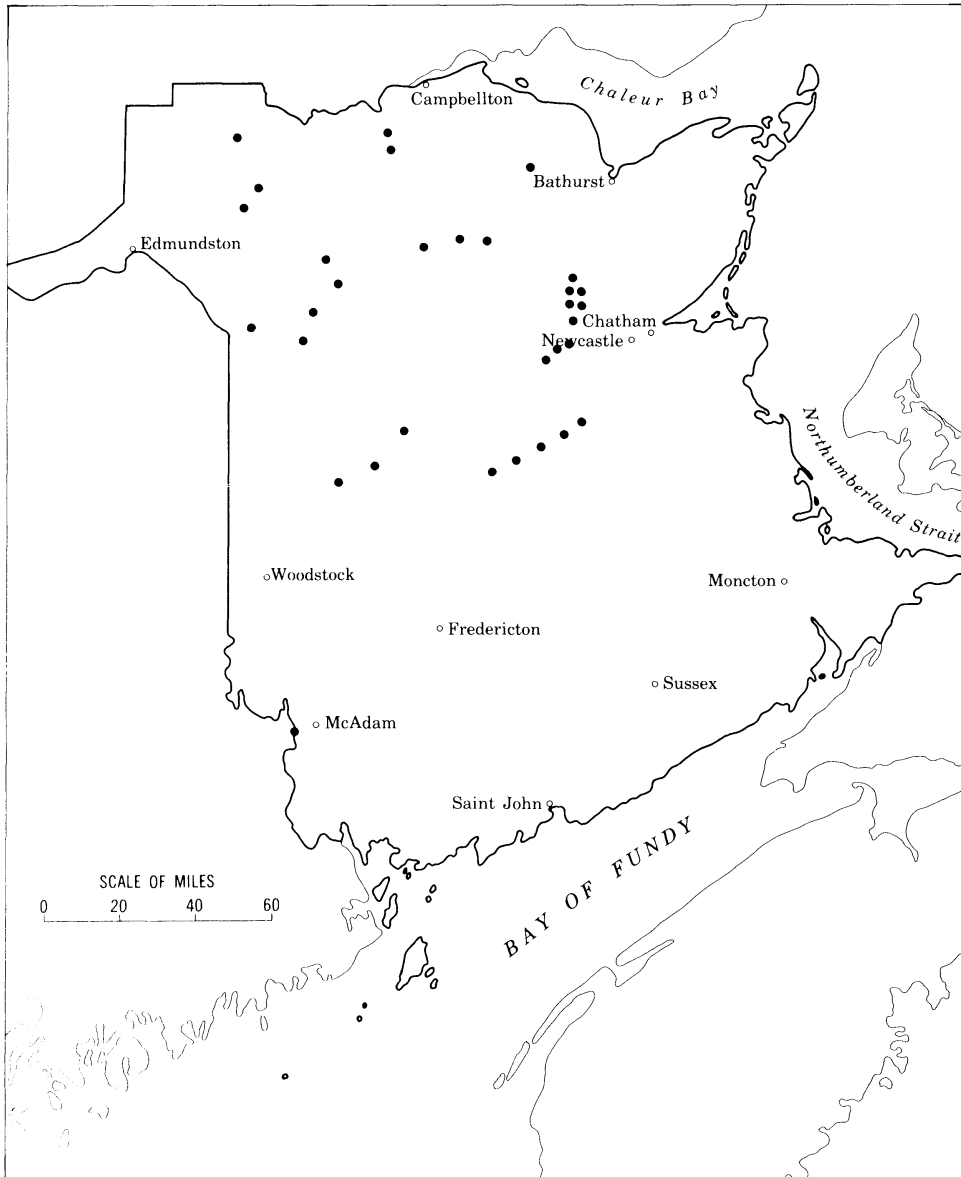 Campbellton
Chaleur Bay
Bathurst
Edmundston
Chatham
Newcastle
Northumberland Strait
Woodstock
Moncton
Fredericton
Sussex
McAdam
Saint John
BAY OF FUNDY
SCALE OF MILES
0 20 40 60